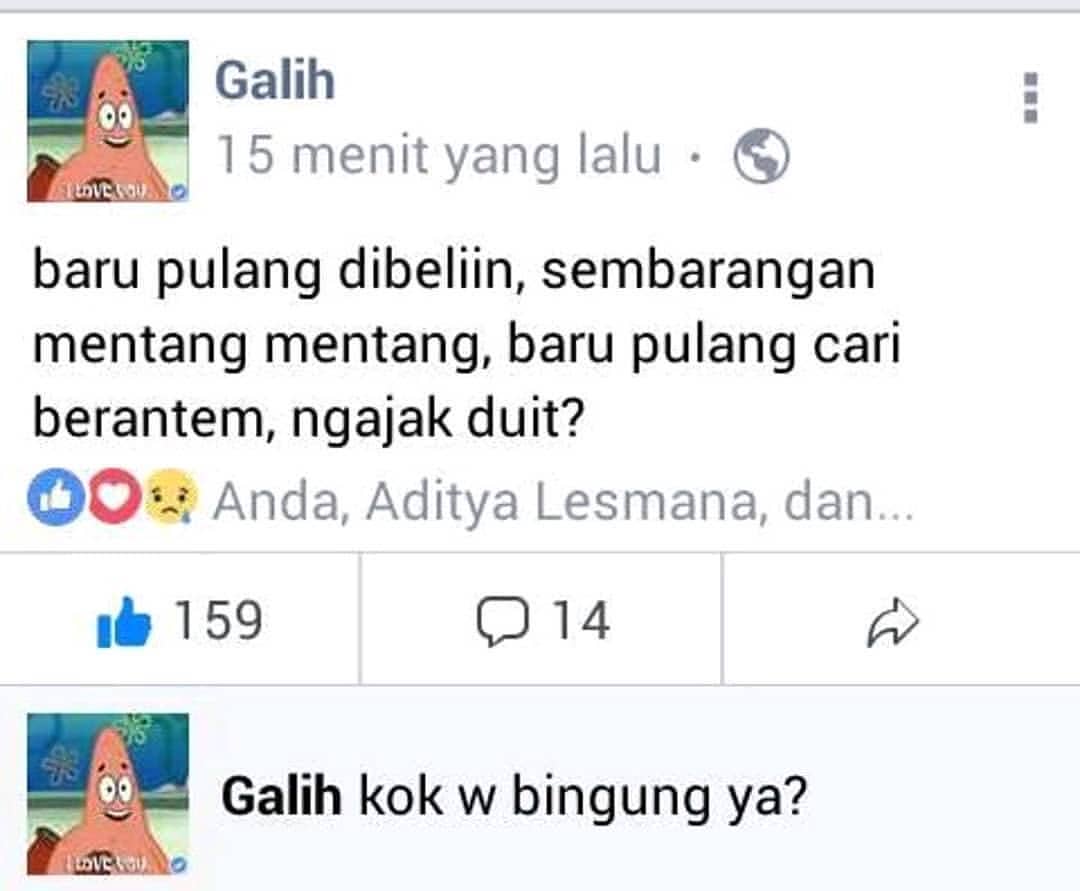 Galih
15 menit yang lalu ·
baru pulang dibeliin, sembarangan
mentang mentang, baru pulang cari
berantem, ngajak duit?
Anda, Aditya Lesmana, dan...
159
14
Galih kok w bingung ya?
I LOVE YOU
I LOVE YOU